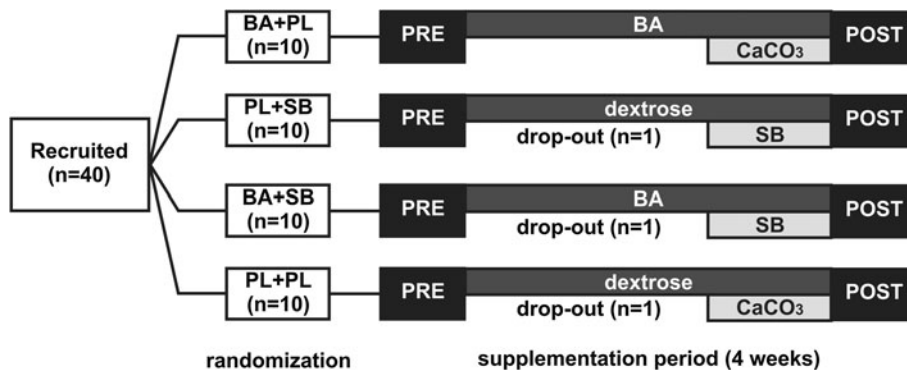 Recruited
(n=40)
BA+PL
(n=10)
PRE
BA
CaCO₃
POST
PL+SB
(n=10)
PRE
dextrose
drop-out (n=1)
SB
POST
BA+SB
(n=10)
PRE
BA
drop-out (n=1)
SB
POST
PL+PL
(n=10)
PRE
dextrose
drop-out (n=1)
CaCO₃
POST
randomization
supplementation period (4 weeks)